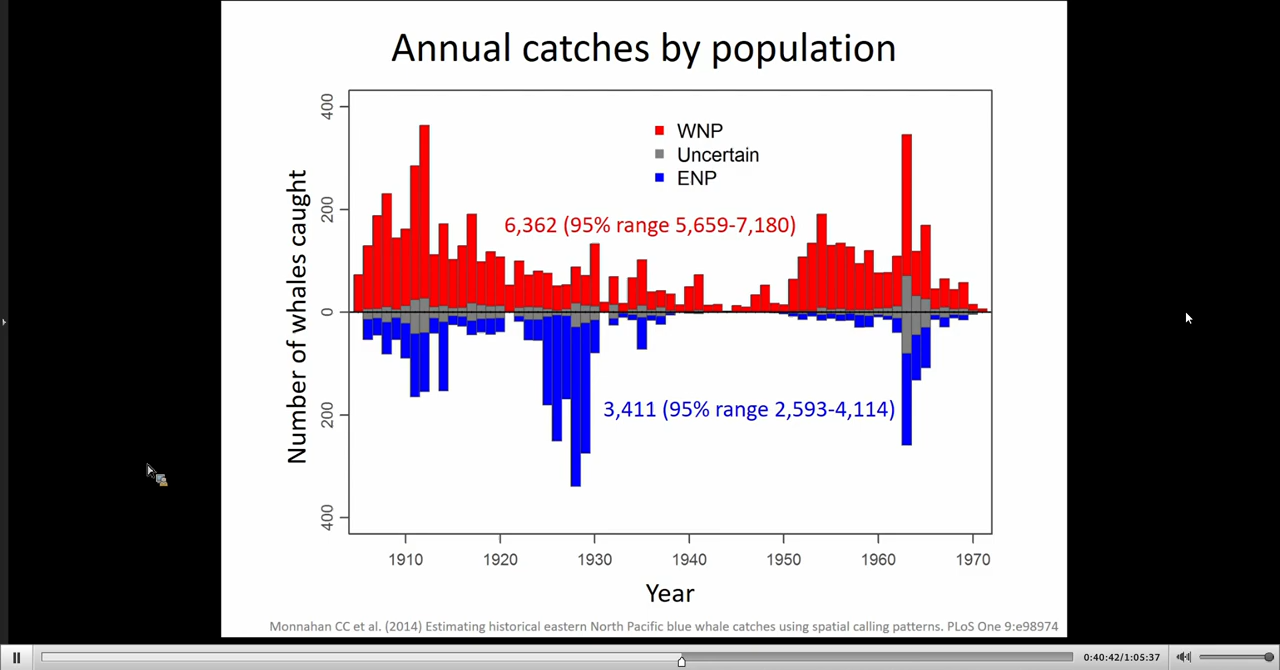 Annual catches by population
400
200
0
200
400
Number of whales caught
WNP
Uncertain
ENP
6,362 (95% range 5,659-7,180)
3,411 (95% range 2,593-4,114)
1910 1920 1930 1940 1950 1960 1970
Year
Monnahan CC et al. (2014) Estimating historical eastern North Pacific blue whale catches using spatial calling patterns. PLoS One 9:e98974
0:40:42/1:05:37